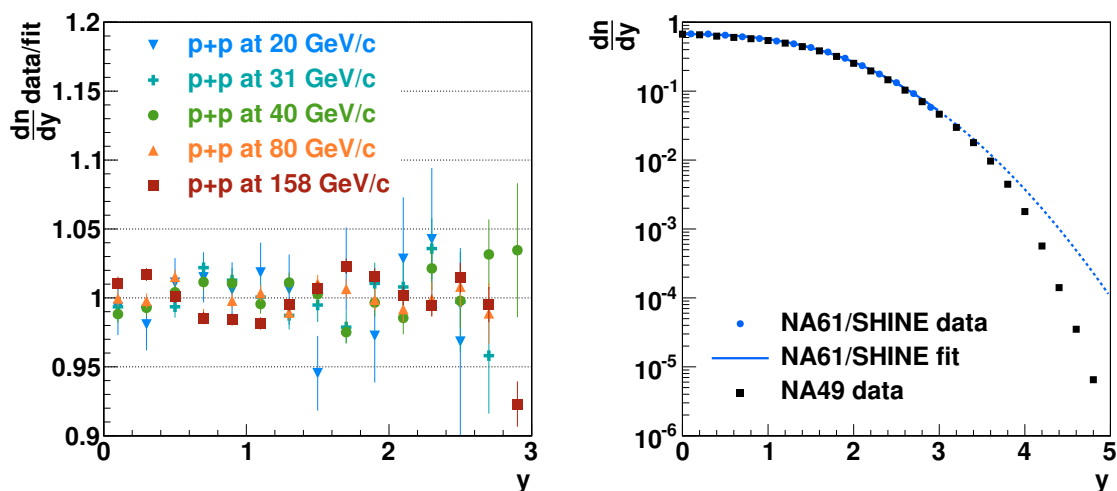 dn/dy data/fit
1.2
1.15
1.1
1.05
1
0.95
0.9
p+p at 20 GeV/c
p+p at 31 GeV/c
p+p at 40 GeV/c
p+p at 80 GeV/c
p+p at 158 GeV/c
0 1 2 3
y
dn/dy
1
10⁻¹
10⁻²
10⁻³
10⁻⁴
10⁻⁵
10⁻⁶
NA61/SHINE data
NA61/SHINE fit
NA49 data
0 1 2 3 4 5
y